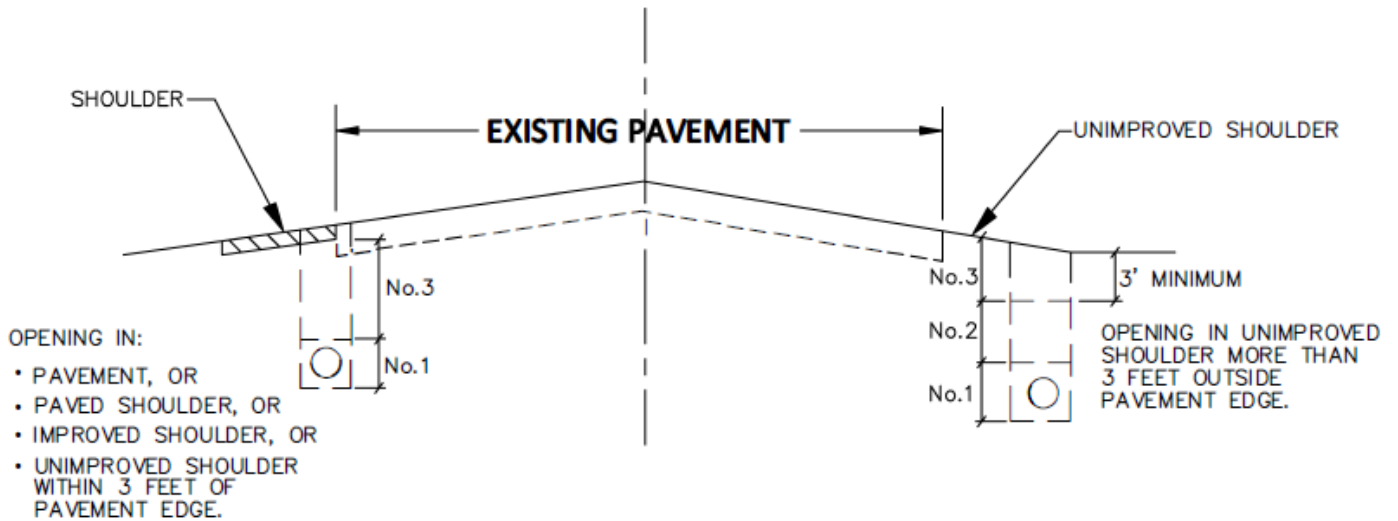 SHOULDER
EXISTING PAVEMENT
UNIMPROVED SHOULDER
No.3
No.1
OPENING IN:
• PAVEMENT, OR
• PAVED SHOULDER, OR
• IMPROVED SHOULDER, OR
• UNIMPROVED SHOULDER
WITHIN 3 FEET OF
PAVEMENT EDGE.
No.3
No.2
No.1
3' MINIMUM
OPENING IN UNIMPROVED
SHOULDER MORE THAN
3 FEET OUTSIDE
PAVEMENT EDGE.